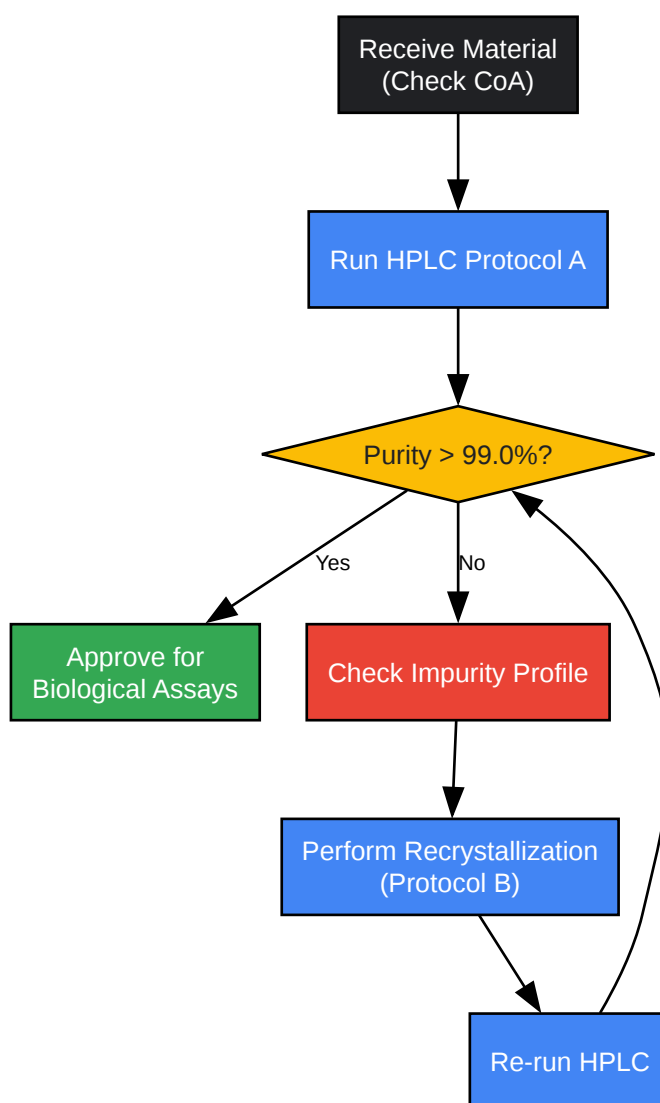 Receive Material
(Check CoA)
Run HPLC Protocol A
Purity > 99.0%?
Yes
No
Approve for
Biological Assays
Check Impurity Profile
Perform Recrystallization
(Protocol B)
Re-run HPLC